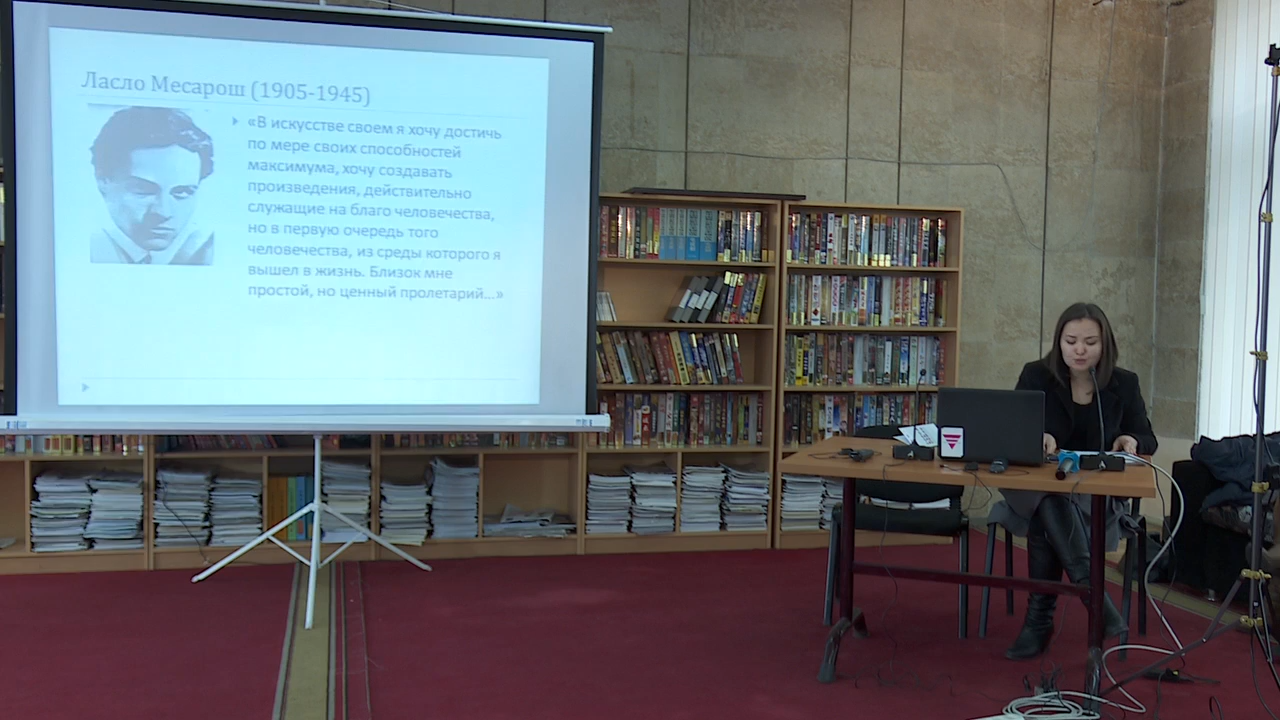 Ласло Месарош (1905-1945)
«В искусстве своем я хочу достичь
по мере своих способностей
максимума, хочу создавать
произведения, действительно
служащие на благо человечества,
но в первую очередь того
человечества, из среды которого я
вышел в жизнь. Близок мне
простой, но ценный пролетарий...»